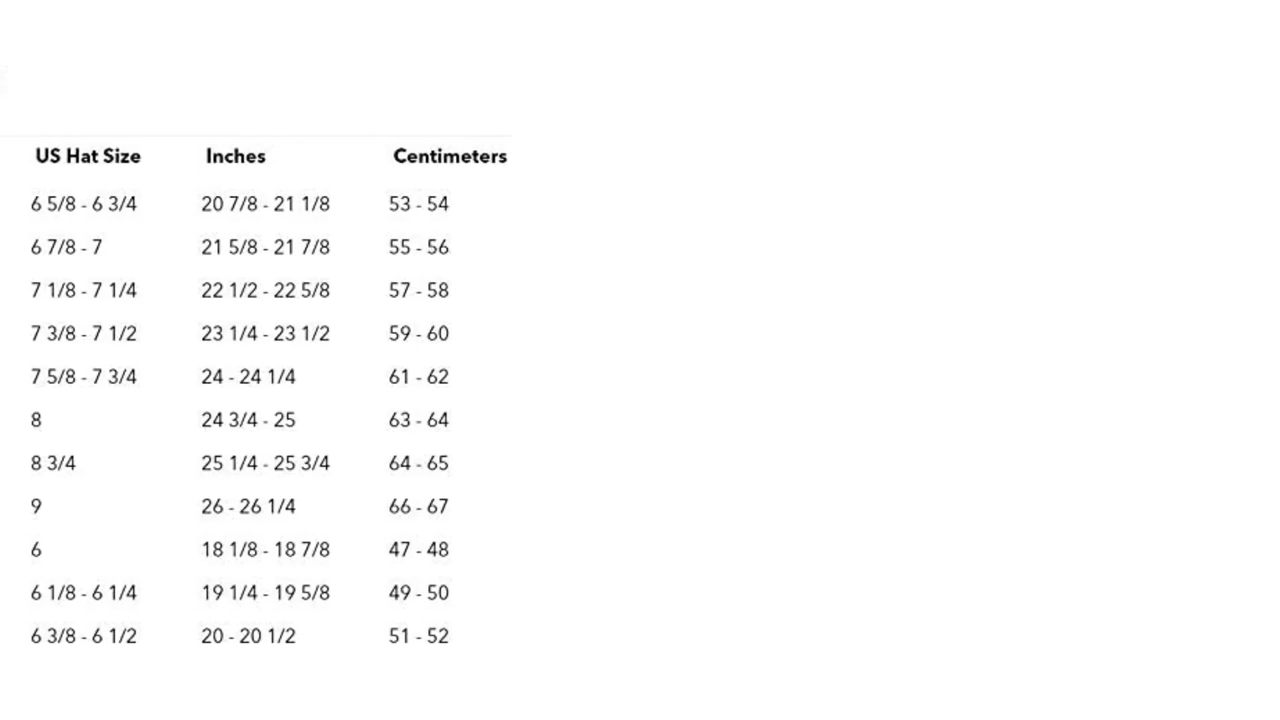 US Hat Size Inches Centimeters
6 5/8 - 6 3/4 20 7/8 - 21 1/8 53 - 54
6 7/8 - 7 21 5/8 - 21 7/8 55 - 56
7 1/8 - 7 1/4 22 1/2 - 22 5/8 57 - 58
7 3/8 - 7 1/2 23 1/4 - 23 1/2 59 - 60
7 5/8 - 7 3/4 24 - 24 1/4 61 - 62
8 24 3/4 - 25 63 - 64
8 3/4 25 1/4 - 25 3/4 64 - 65
9 26 - 26 1/4 66 - 67
6 18 1/8 - 18 7/8 47 - 48
6 1/8 - 6 1/4 19 1/4 - 19 5/8 49 - 50
6 3/8 - 6 1/2 20 - 20 1/2 51 - 52